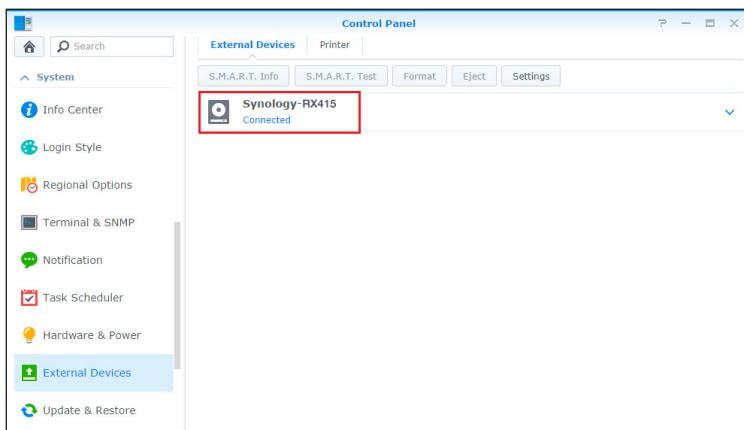 Control Panel
Search
System
Info Center
Login Style
Regional Options
Terminal & SNMP
Notification
Task Scheduler
Hardware & Power
External Devices
Update & Restore
External Devices Printer
S.M.A.R.T. Info S.M.A.R.T. Test Format Eject Settings
Synology-RX415
Connected